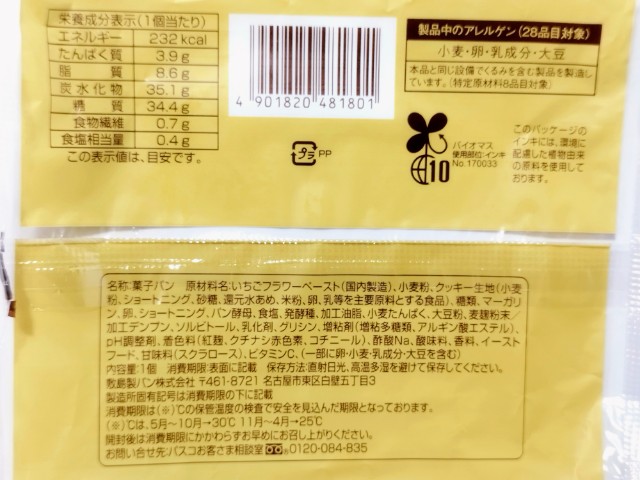 栄養成分表示(1個当たり)
エネルギー 232kcal
たんぱく質 3.9g
脂質 8.6g
炭水化物 35.1g
糖質 34.4g
食物繊維 0.7g
食塩相当量 0.4g
この表示値は、目安です。
4 901820 481801
プラ PP
製品中のアレルゲン(28品目対象)
小麦・卵・乳成分・大豆
本品と同じ設備でくるみを含む製品を製造し
ています。(特定原材料8品目対象)
10
バイオマス
使用部位:インキ
No.170033
このパッケージの
インキには、環境に
配慮した植物由来
の原料を使用して
おります。
名称:菓子パン 原材料名:いちごフラワーペースト(国内製造)、小麦粉、クッキー生地(小麦
粉、ショートニング、砂糖、還元水あめ、米粉、卵、乳等を主要原料とする食品)、糖類、マーガリ
ン、卵、ショートニング、パン酵母、食塩、発酵種、加工油脂、小麦たんぱく、大豆粉、麦麹粉末/
加工デンプン、ソルビトール、乳化剤、グリシン、増粘剤(増粘多糖類、アルギン酸エステル)、
pH調整剤、着色料(紅麹、クチナシ赤色素、コチニール)、酢酸Na、酸味料、香料、イースト
フード、甘味料(スクラロース)、ビタミンC、(一部に卵・小麦・乳成分・大豆を含む)
内容量:1個 消費期限:表面に記載 保存方法:直射日光、高温多湿を避けて保存してください。
敷島製パン株式会社 〒461-8721 名古屋市東区白壁五丁目3
製造所固有記号は消費期限の下に記載
消費期限は(※)℃の保管温度の検査で安全を見込んだ期限となっております。
(※)℃は、5月〜10月→30℃ 11月〜4月→25℃
開封後は消費期限にかかわらずお早めにお召し上がりください。
お問い合せ先:パスコお客さま相談室 0120-084-835